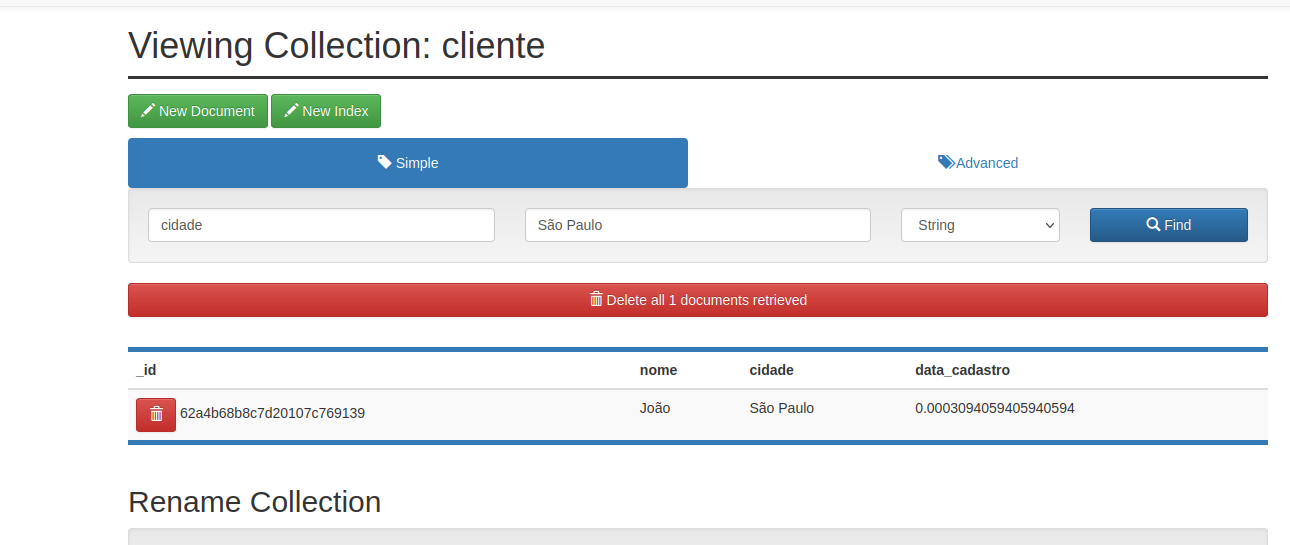 Viewing Collection: cliente
New Document New Index
Simple Advanced
cidade São Paulo String Find
Delete all 1 documents retrieved
_id nome cidade data_cadastro
62a4b68b8c7d20107c769139 João São Paulo 0.0003094059405940594
Rename Collection